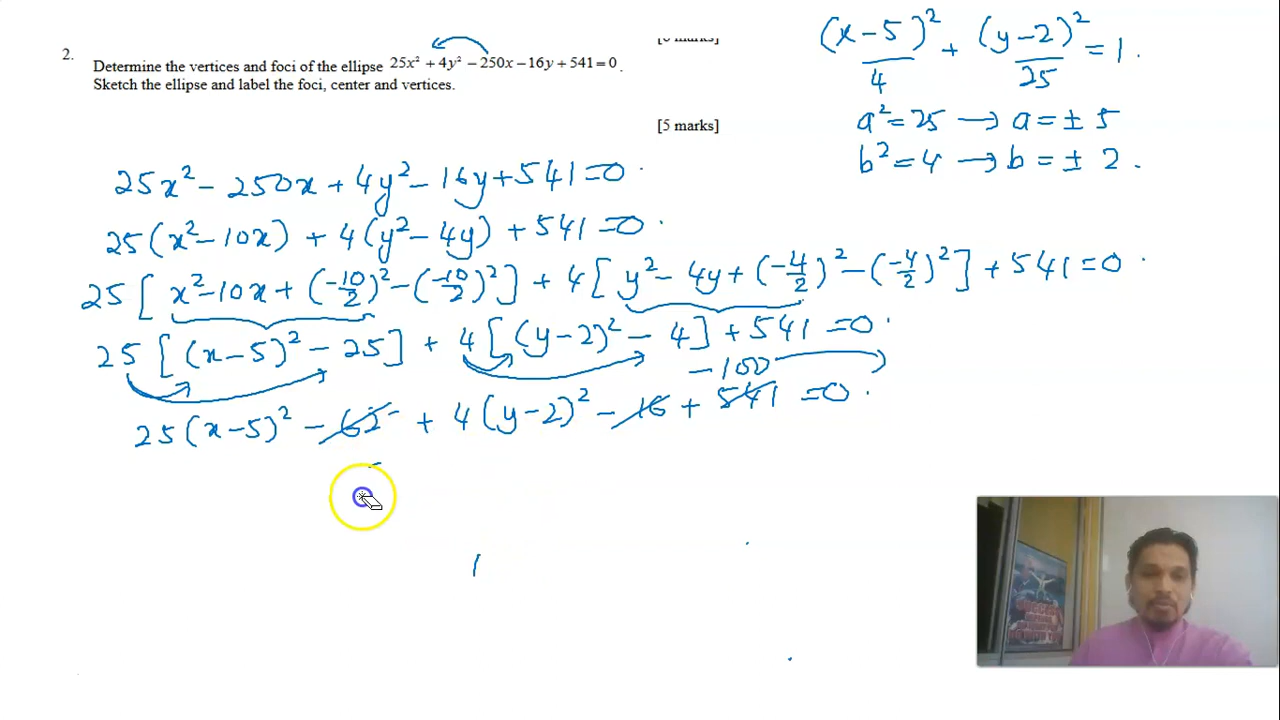 2.
Determine the vertices and foci of the ellipse 25x² + 4y² − 250x − 16y + 541 = 0.
Sketch the ellipse and label the foci, center and vertices.
[5 marks]
(x-5)²/4 + (y-2)²/25 = 1.
a² = 25 → a = ± 5
b² = 4 → b = ± 2.
25x² - 250x + 4y² - 16y + 541 = 0.
25(x² - 10x) + 4(y² - 4y) + 541 = 0.
25[x² - 10x + (-10/2)² - (-10/2)²] + 4[y² - 4y + (-4/2)² - (-4/2)²] + 541 = 0.
25[(x-5)² - 25] + 4[(y-2)² - 4] + 541 = 0.
-100
25(x-5)² - 625 + 4(y-2)² - 16 + 541 = 0.